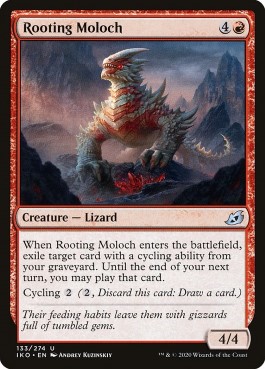 Rooting Moloch 4
Creature — Lizard
When Rooting Moloch enters the battlefield,
exile target card with a cycling ability from
your graveyard. Until the end of your next
turn, you may play that card.
Cycling 2 (2, Discard this card: Draw a card.)
Their feeding habits leave them with gizzards
full of tumbled gems.
4/4
133/274 U
IKO • EN Andrey Kuzinskiy ™ & © 2020 Wizards of the Coast